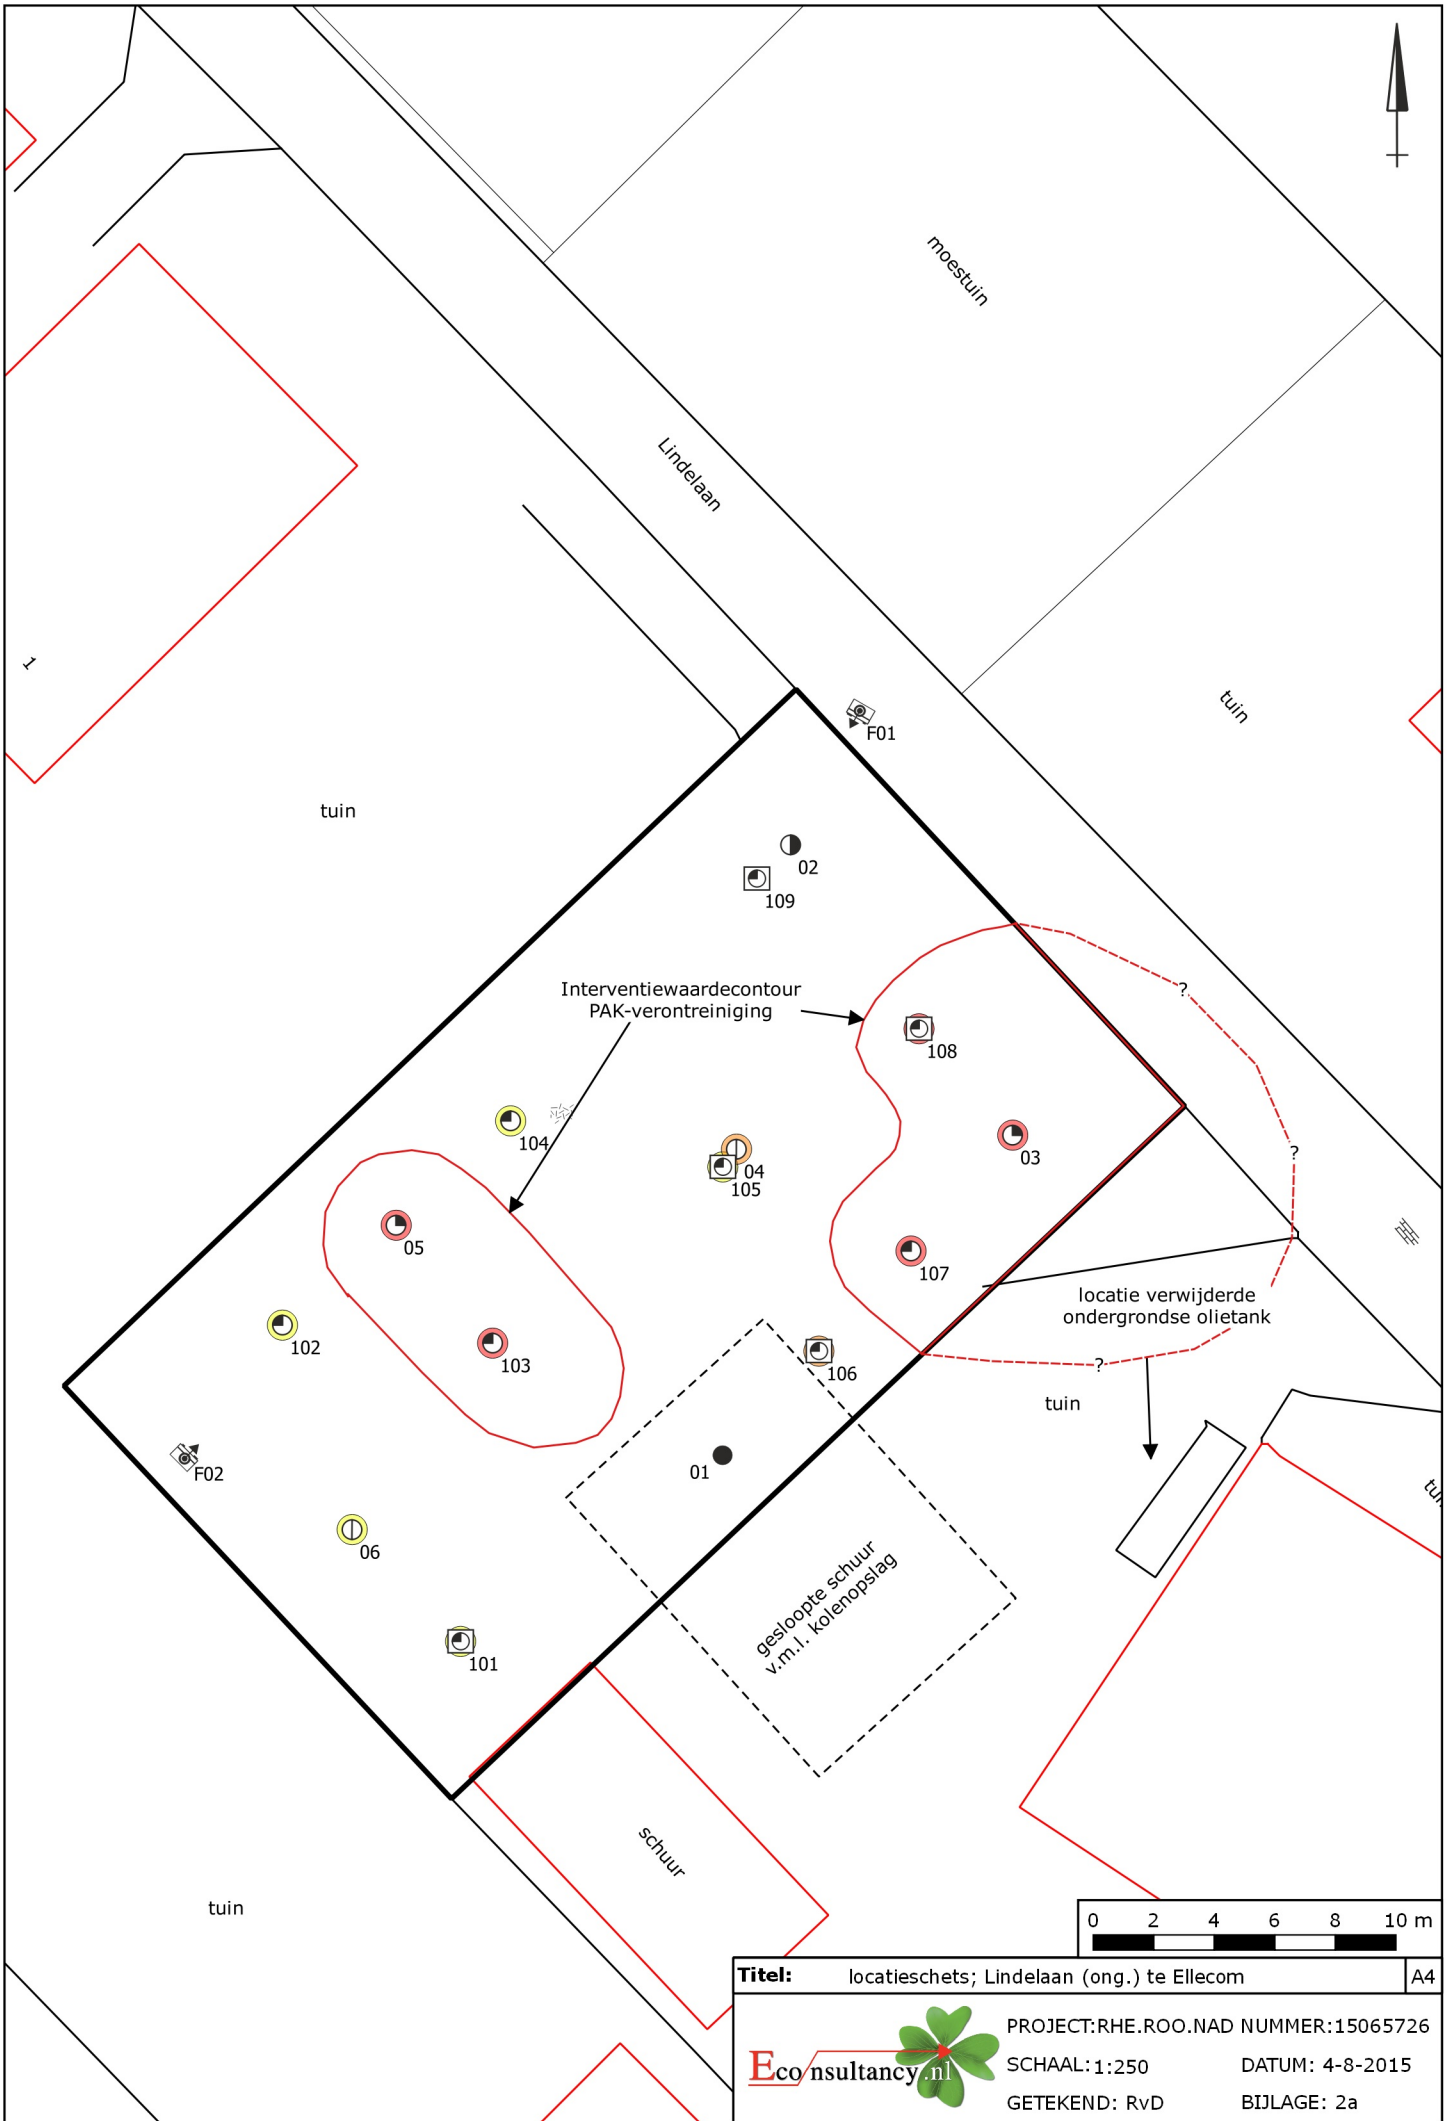 moestuin
Lindelaan
1
tuin
F01
tuin
02
109
Interventiewaardecontour
PAK-verontreiniging
?
108
104
03
?
04
105
05
107
locatie verwijderde
ondergrondse olietank
102
103
106
?
tuin
F02
01
06
gesloopte schuur
v.m.l. kolenopslag
101
schuur
tuin
0 2 4 6 8 10 m
Titel: locatieschets; Lindelaan (ong.) te Ellecom A4
PROJECT:RHE.ROO.NAD NUMMER:15065726
Econsultancy.nl
SCHAAL:1:250 DATUM: 4-8-2015
GETEKEND: RvD BIJLAGE: 2a